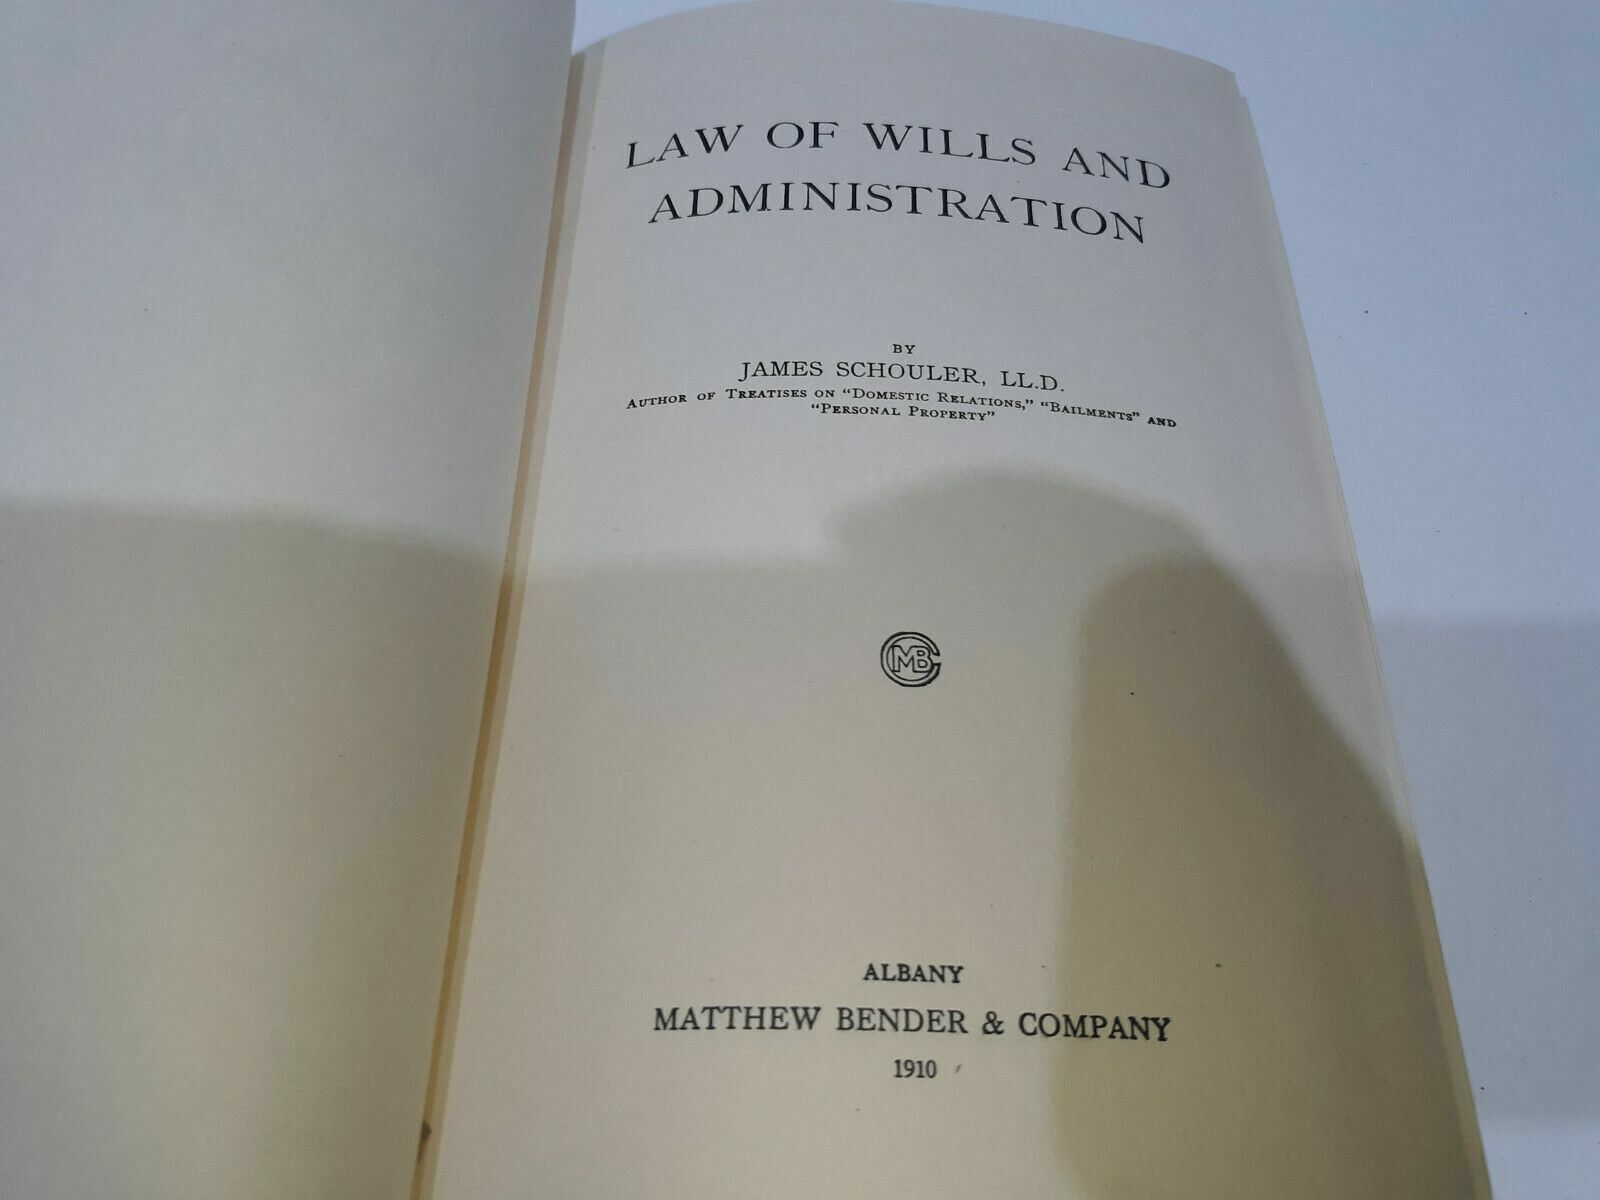 LAW OF WILLS AND
ADMINISTRATION
BY
JAMES SCHOULER, LL.D.
AUTHOR OF TREATISES ON “DOMESTIC RELATIONS,” “BAILMENTS” AND
“PERSONAL PROPERTY”
CMB
ALBANY
MATTHEW BENDER & COMPANY
1910